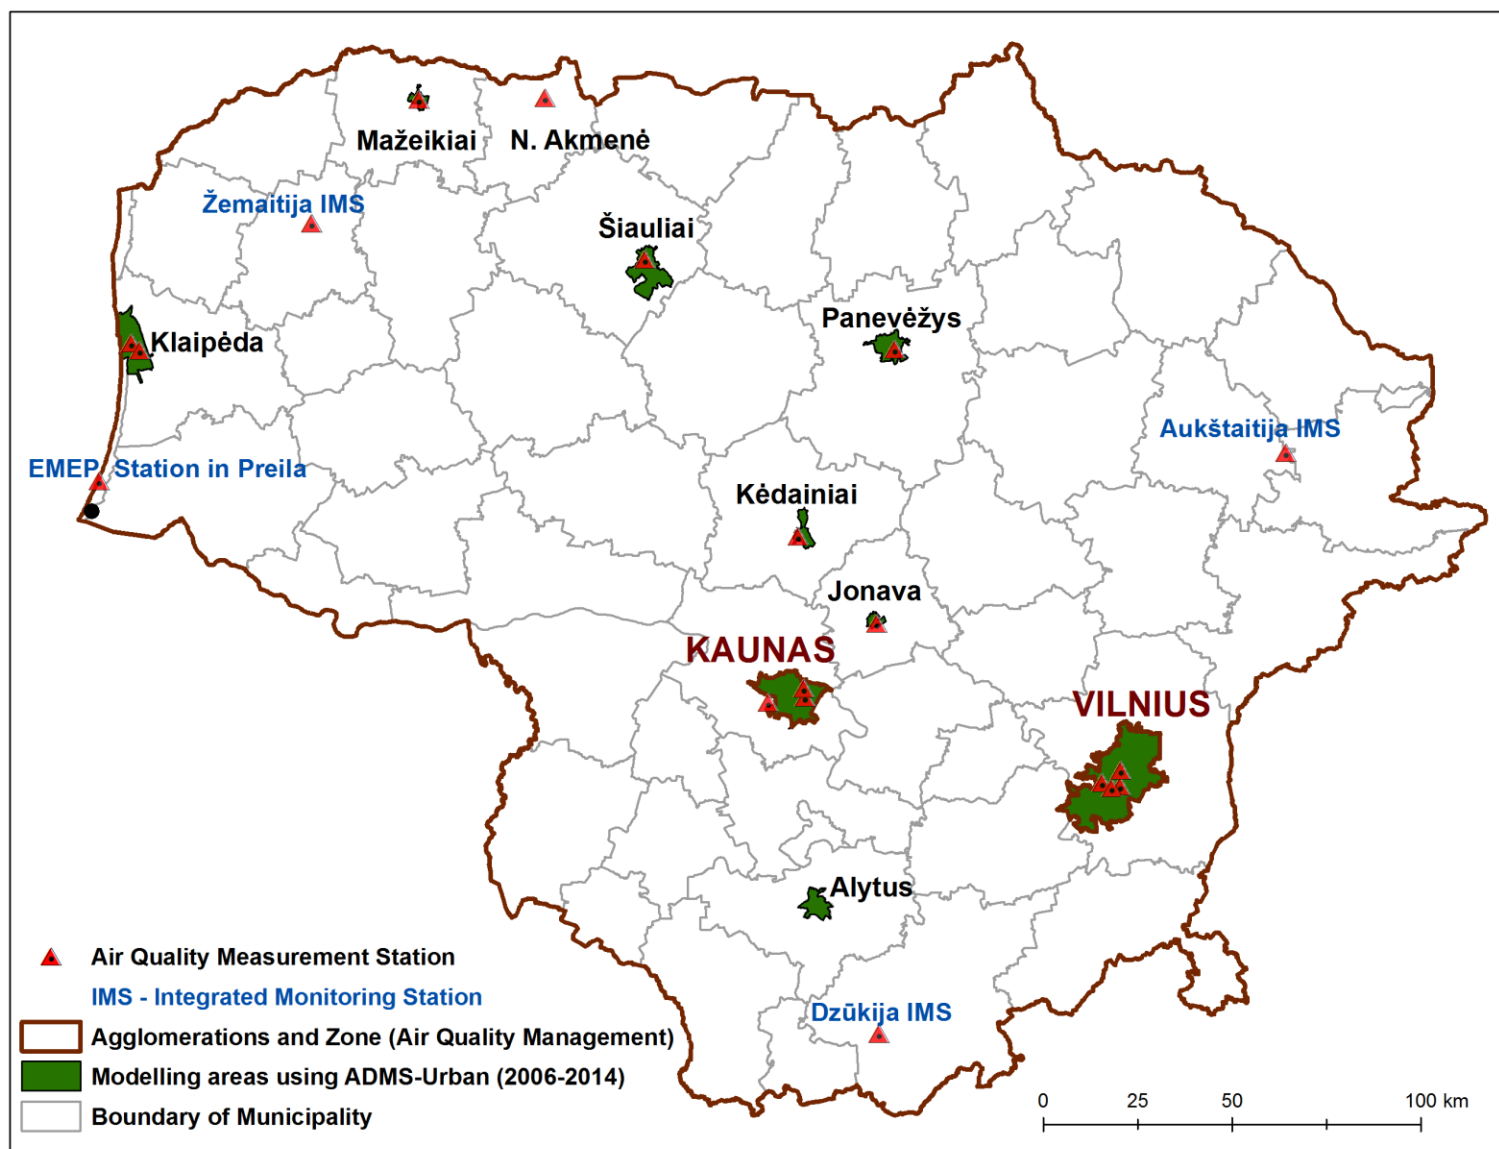 Mažeikiai
N. Akmenė
Žemaitija IMS
Šiauliai
Panevėžys
Klaipėda
Aukštaitija IMS
EMEP Station in Preila
Kėdainiai
Jonava
KAUNAS
VILNIUS
Alytus
Dzūkija IMS
Air Quality Measurement Station
IMS - Integrated Monitoring Station
Agglomerations and Zone (Air Quality Management)
Modelling areas using ADMS-Urban (2006-2014)
Boundary of Municipality
0 25 50 100 km